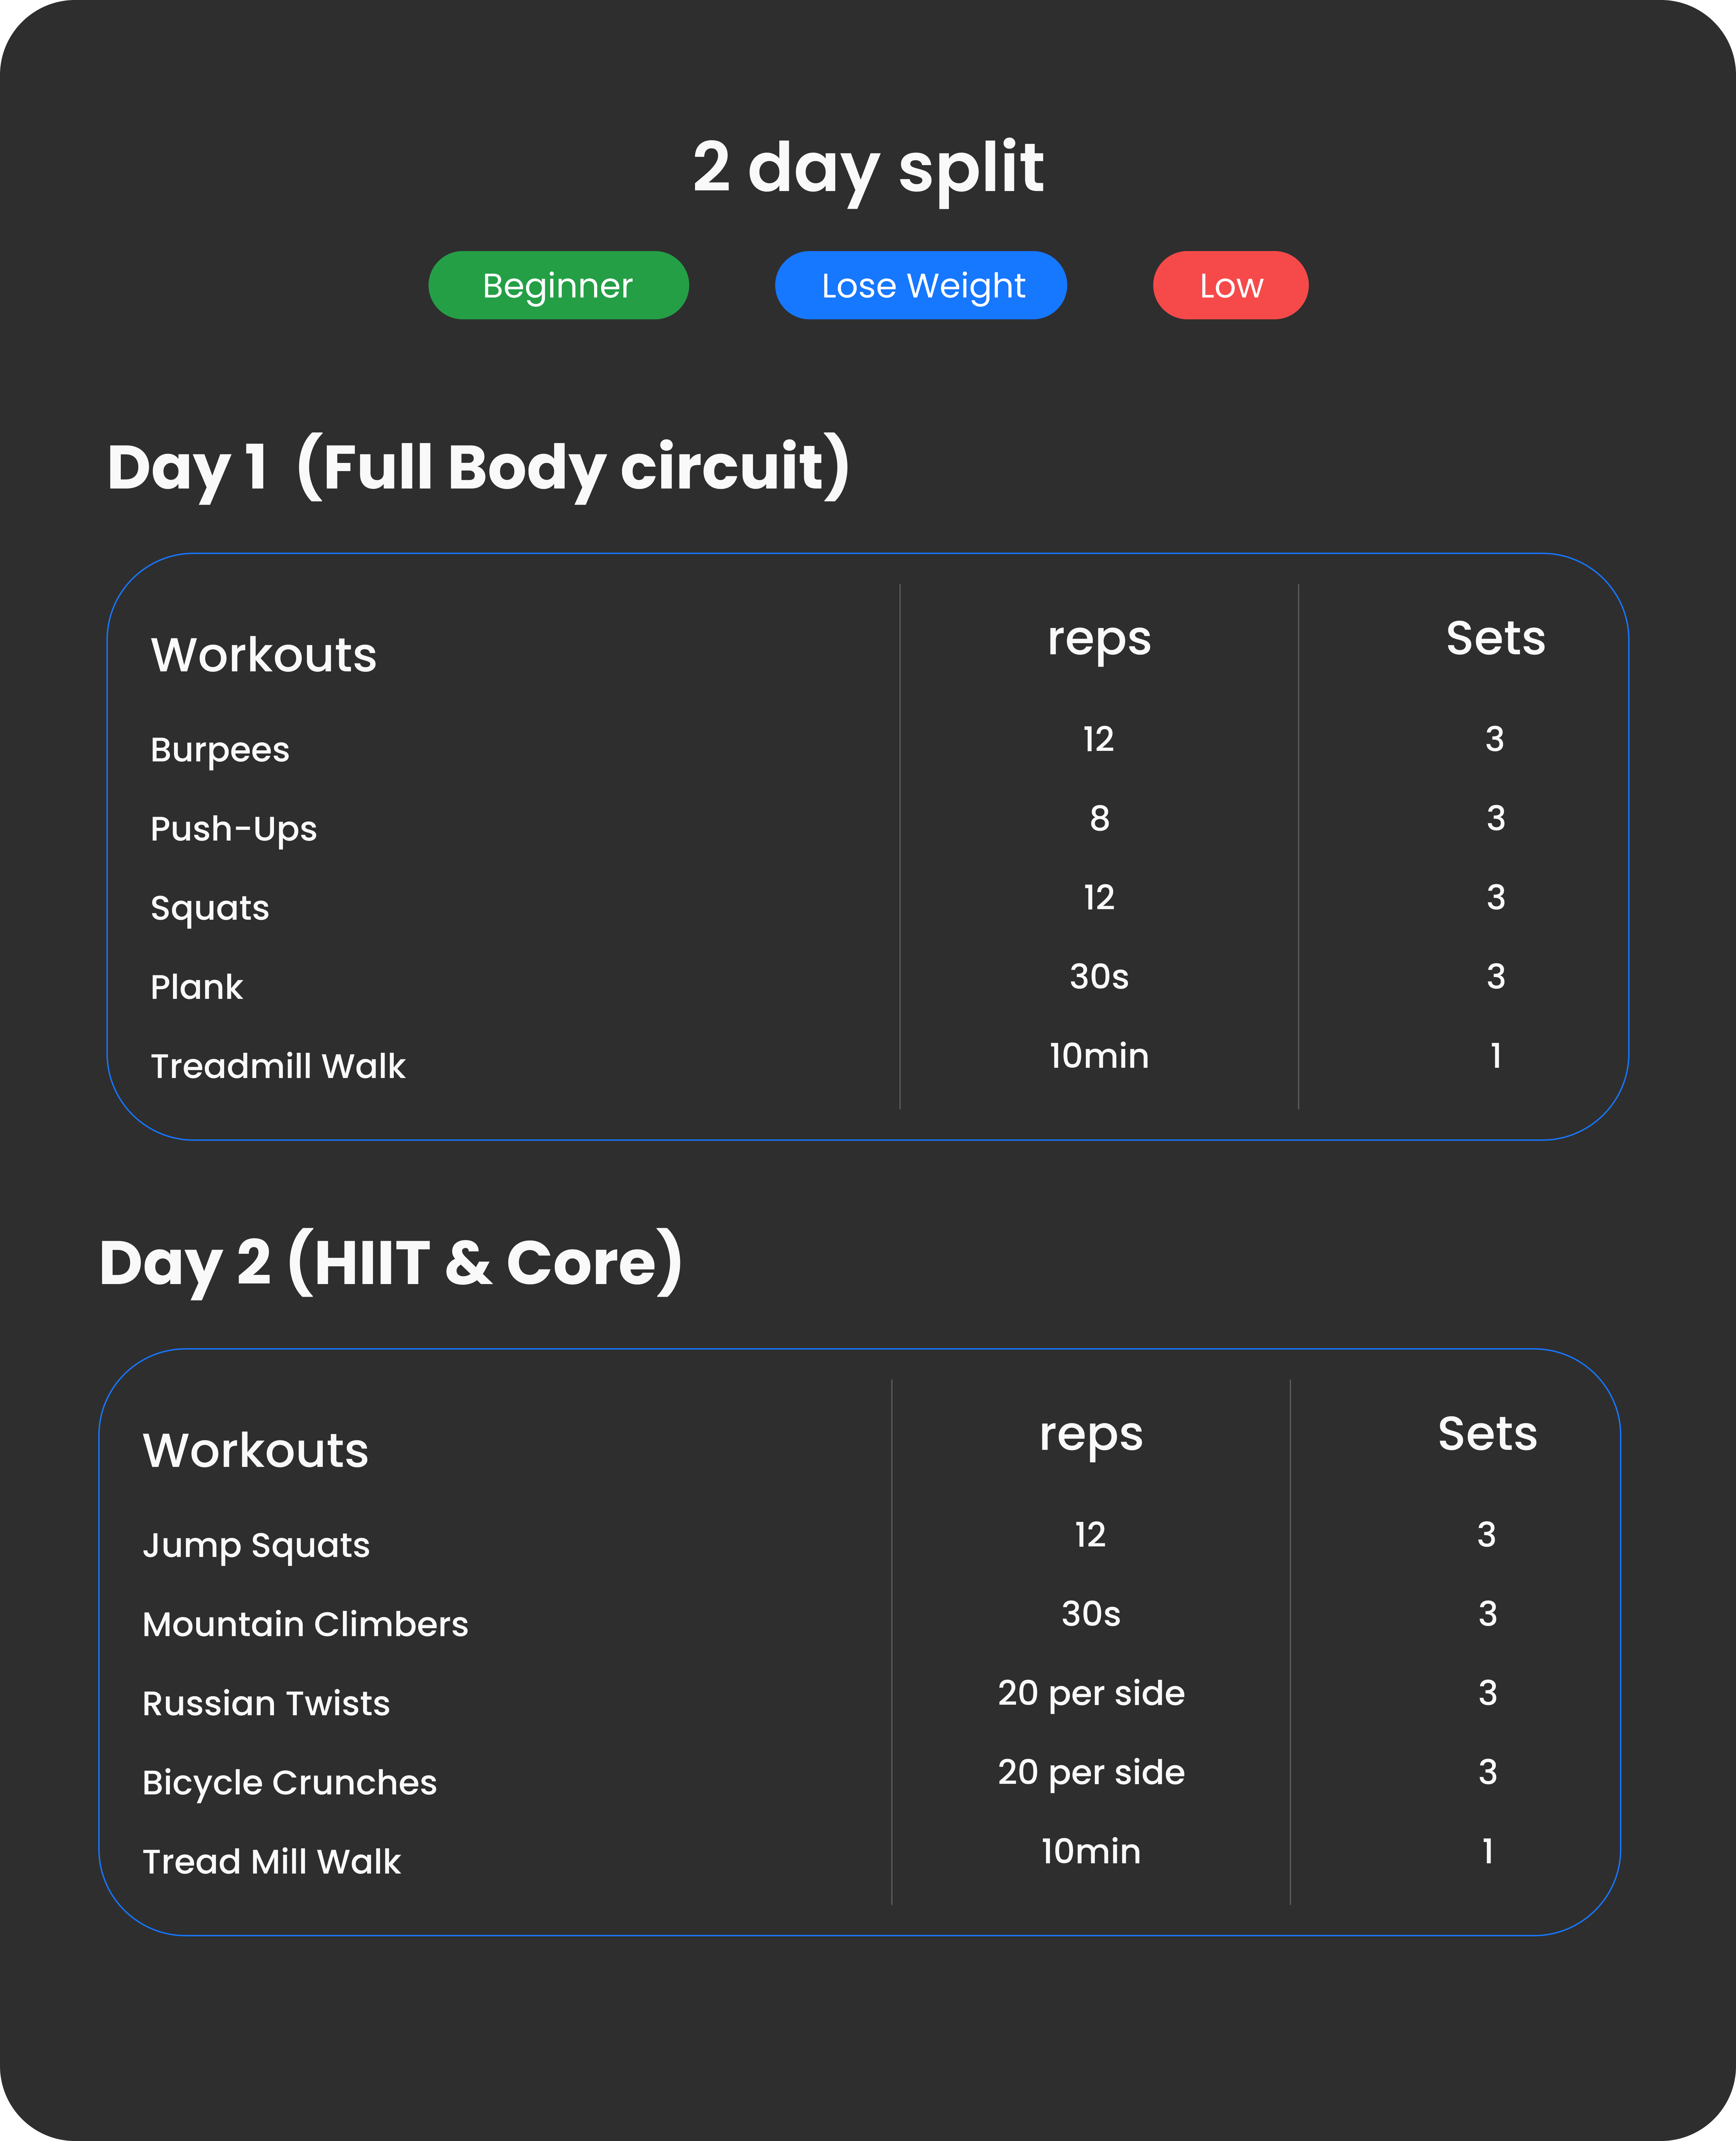 2 day split
Beginner Lose Weight Low
Day 1 (Full Body circuit)
Workouts reps Sets
Burpees 12 3
Push-Ups 8 3
Squats 12 3
Plank 30s 3
Treadmill Walk 10min 1
Day 2 (HIIT & Core)
Workouts reps Sets
Jump Squats 12 3
Mountain Climbers 30s 3
Russian Twists 20 per side 3
Bicycle Crunches 20 per side 3
Tread Mill Walk 10min 1